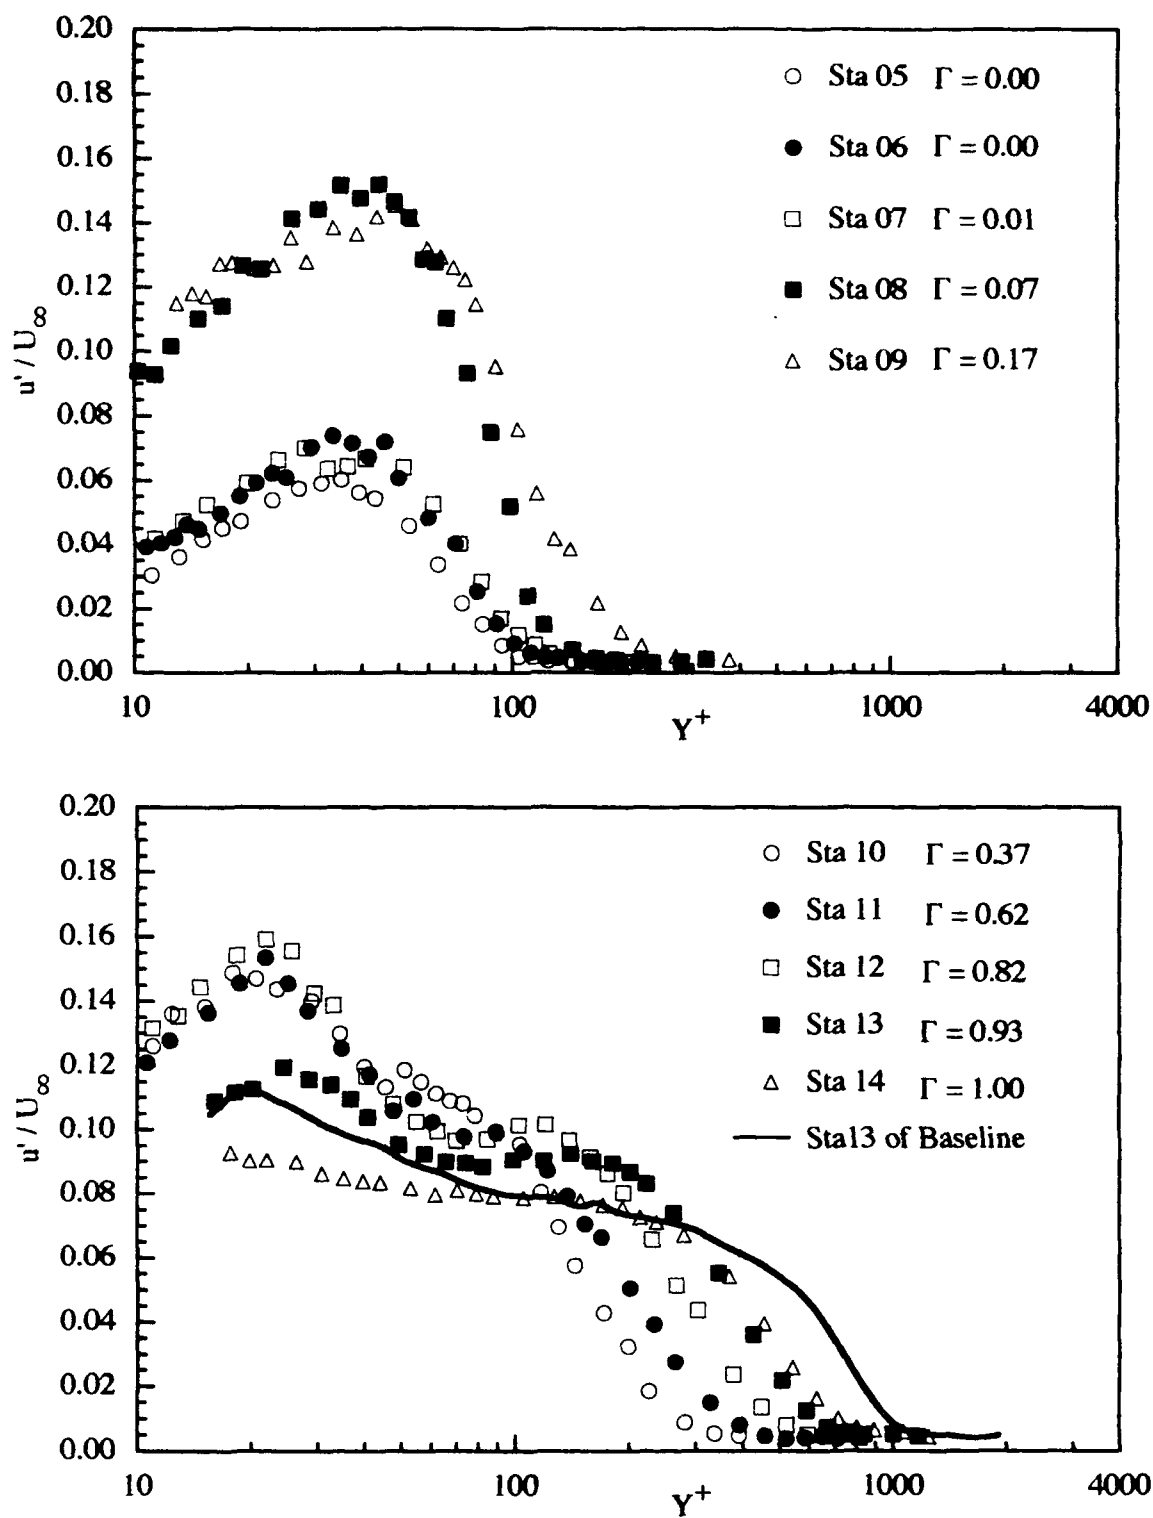 0.20
0.18
0.16
0.14
0.12
0.10
0.08
0.06
0.04
0.02
0.00
u' / U∞
10
100
1000
4000
Y+
Sta 05 Γ = 0.00
Sta 06 Γ = 0.00
Sta 07 Γ = 0.01
Sta 08 Γ = 0.07
Sta 09 Γ = 0.17
0.20
0.18
0.16
0.14
0.12
0.10
0.08
0.06
0.04
0.02
0.00
u' / U∞
10
100
1000
4000
Y+
Sta 10 Γ = 0.37
Sta 11 Γ = 0.62
Sta 12 Γ = 0.82
Sta 13 Γ = 0.93
Sta 14 Γ = 1.00
Sta13 of Baseline